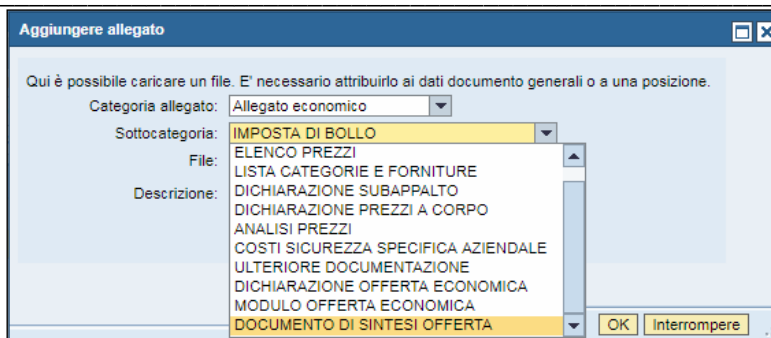 Aggiungere allegato
Qui è possibile caricare un file. E' necessario attribuirlo ai dati documento generali o a una posizione.
Categoria allegato: Allegato economico
Sottocategoria: IMPOSTA DI BOLLO
File: ELENCO PREZZI
LISTA CATEGORIE E FORNITURE
Descrizione: DICHIARAZIONE SUBAPPALTO
DICHIARAZIONE PREZZI A CORPO
ANALISI PREZZI
COSTI SICUREZZA SPECIFICA AZIENDALE
ULTERIORE DOCUMENTAZIONE
DICHIARAZIONE OFFERTA ECONOMICA
MODULO OFFERTA ECONOMICA
DOCUMENTO DI SINTESI OFFERTA OK Interrompere